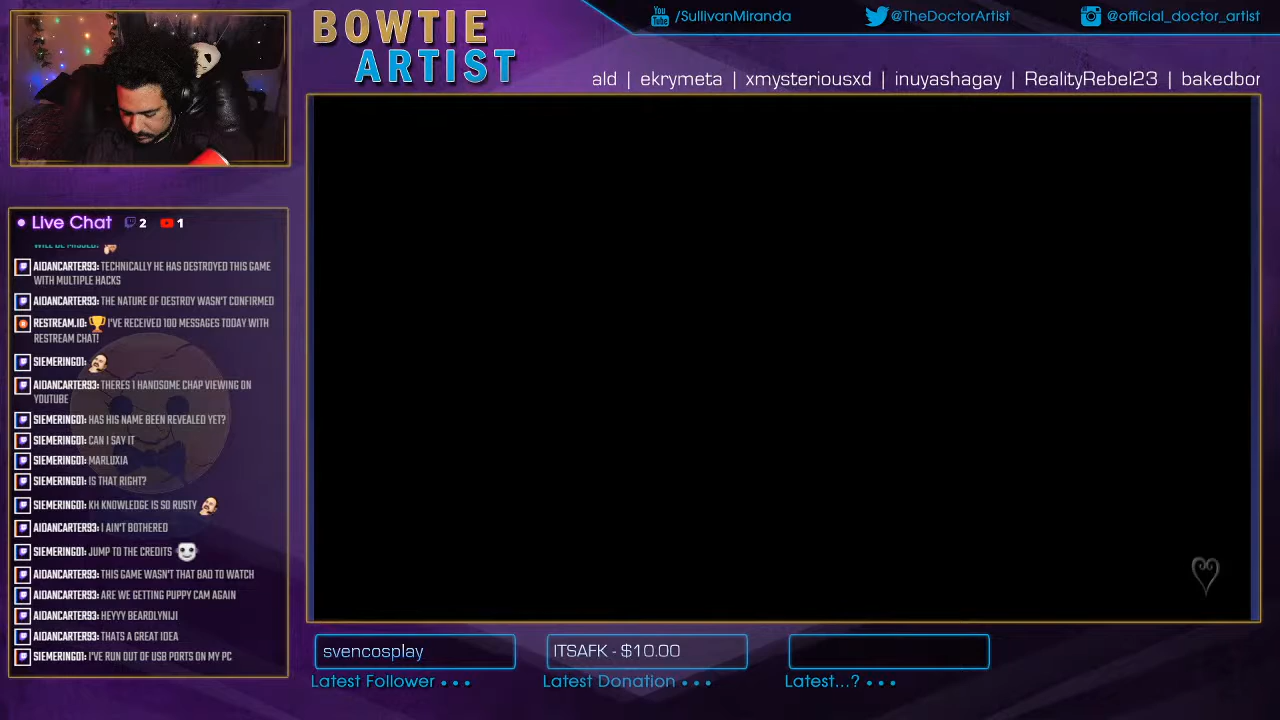 BOWTIE
ARTIST
You Tube /SullivanMiranda
@TheDoctorArtist
@official_doctor_artist
ald | ekrymeta | xmysteriousxd | inuyashagay | RealityRebel23 | bakedbor
Live Chat 2 1
WILL BE MISSED!
AIDANCARTER93: TECHNICALLY HE HAS DESTROYED THIS GAME
WITH MULTIPLE HACKS
AIDANCARTER93: THE NATURE OF DESTROY WASN'T CONFIRMED
RESTREAM.IO: I'VE RECEIVED 100 MESSAGES TODAY WITH
RESTREAM CHAT!
SIEMERING01:
AIDANCARTER93: THERES 1 HANDSOME CHAP VIEWING ON
YOUTUBE
SIEMERING01: HAS HIS NAME BEEN REVEALED YET?
SIEMERING01: CAN I SAY IT
SIEMERING01: MARLUXIA
SIEMERING01: IS THAT RIGHT?
SIEMERING01: KH KNOWLEDGE IS SO RUSTY
AIDANCARTER93: I AIN'T BOTHERED
SIEMERING01: JUMP TO THE CREDITS
AIDANCARTER93: THIS GAME WASN'T THAT BAD TO WATCH
AIDANCARTER93: ARE WE GETTING PUPPY CAM AGAIN
AIDANCARTER93: HEYYY BEARDLYNIJI
AIDANCARTER93: THATS A GREAT IDEA
SIEMERING01: I'VE RUN OUT OF USB PORTS ON MY PC
svencosplay
Latest Follower • • •
ITSAFK - $10.00
Latest Donation • • •
Latest...? • • •